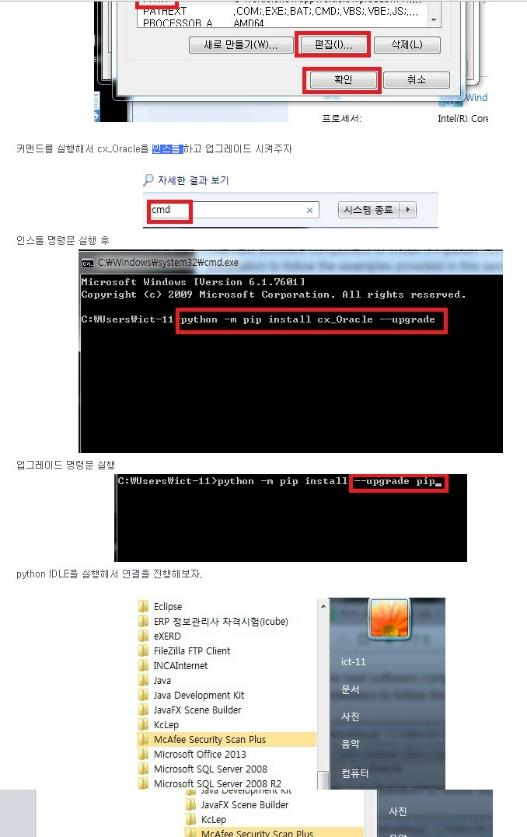 PATHEXT .COM;.EXE;.BAT;.CMD;.VBS;.VBE;.JS;....
PROCESSOR_A AMD64
새로 만들기(W)... 편집(I)... 삭제(L)
확인 취소
Wind
프로세서: Intel(R) Core
커맨드를 실행해서 cx_Oracle을 인스톨 하고 업그레이드 시켜주자
자세한 결과 보기
cmd × 시스템 종료
인스톨 명령문 실행 후
C:₩Windows₩system32₩cmd.exe
Microsoft Windows [Version 6.1.7601]
Copyright (c) 2009 Microsoft Corporation. All rights reserved.
C:₩Users₩ict-11 python -m pip install cx_Oracle --upgrade
업그레이드 명령문 실행
C:₩Users₩ict-11>python -m pip install --upgrade pip_
python IDLE을 실행해서 연결을 진행해보자.
Eclipse
ERP 정보관리사 자격시험(icube)
eXERD
FileZilla FTP Client
INCAInternet
Java
Java Development Kit
JavaFX Scene Builder
KcLep
McAfee Security Scan Plus
Microsoft Office 2013
Microsoft SQL Server 2008
Microsoft SQL Server 2008 R2
ict-11
문서
사진
음악
컴퓨터
Java Development Kit
JavaFX Scene Builder
KcLep
McAfee Security Scan Plus
사진
음악